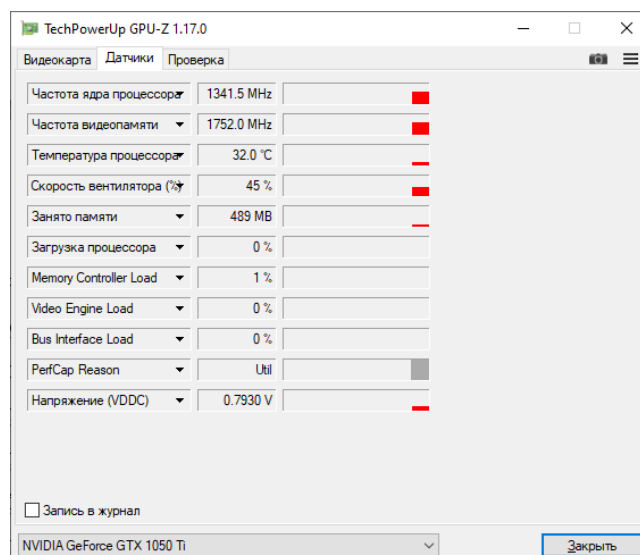 TechPowerUp GPU-Z 1.17.0
Видеокарта Датчики Проверка
Частота ядра процессора 1341.5 MHz
Частота видеопамяти 1752.0 MHz
Температура процессора 32.0 °C
Скорость вентилятора (%) 45 %
Занято памяти 489 MB
Загрузка процессора 0 %
Memory Controller Load 1 %
Video Engine Load 0 %
Bus Interface Load 0 %
PerfCap Reason Util
Напряжение (VDDC) 0.7930 V
Запись в журнал
NVIDIA GeForce GTX 1050 Ti Закрыть